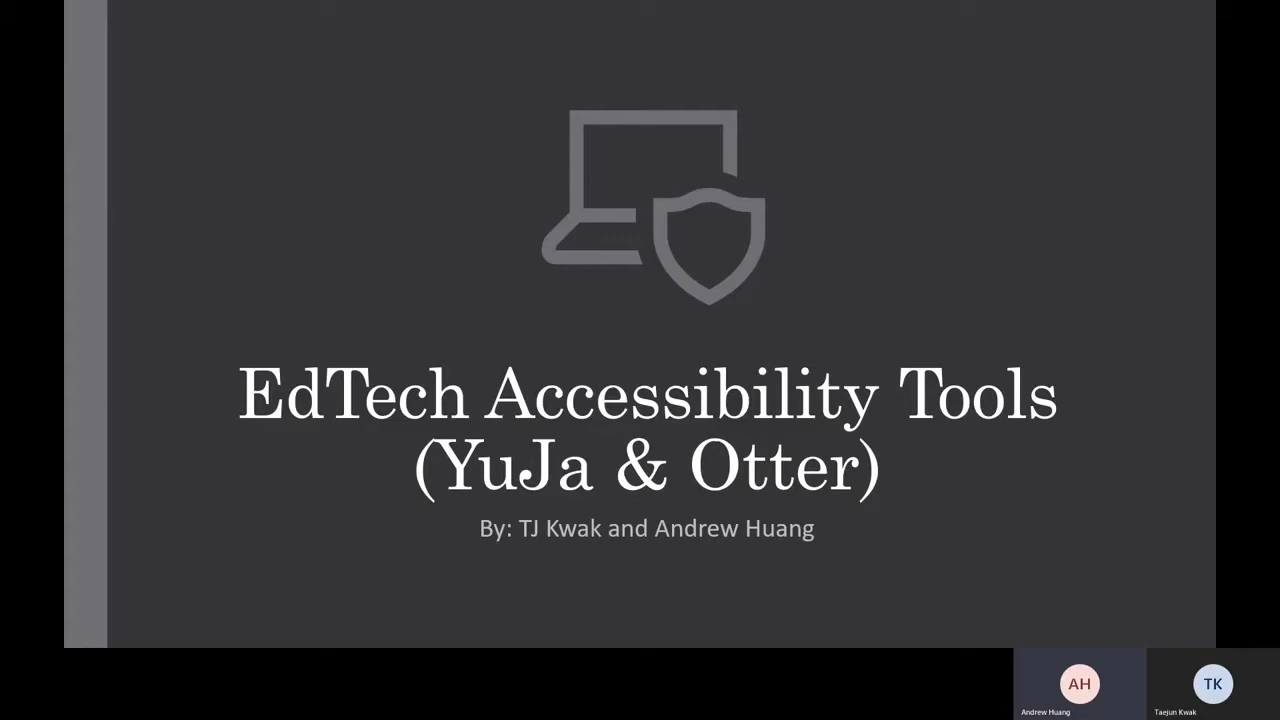 EdTech Accessibility Tools
(YuJa & Otter)
By: TJ Kwak and Andrew Huang
AH
TK
Andrew Huang
Taejun Kwak